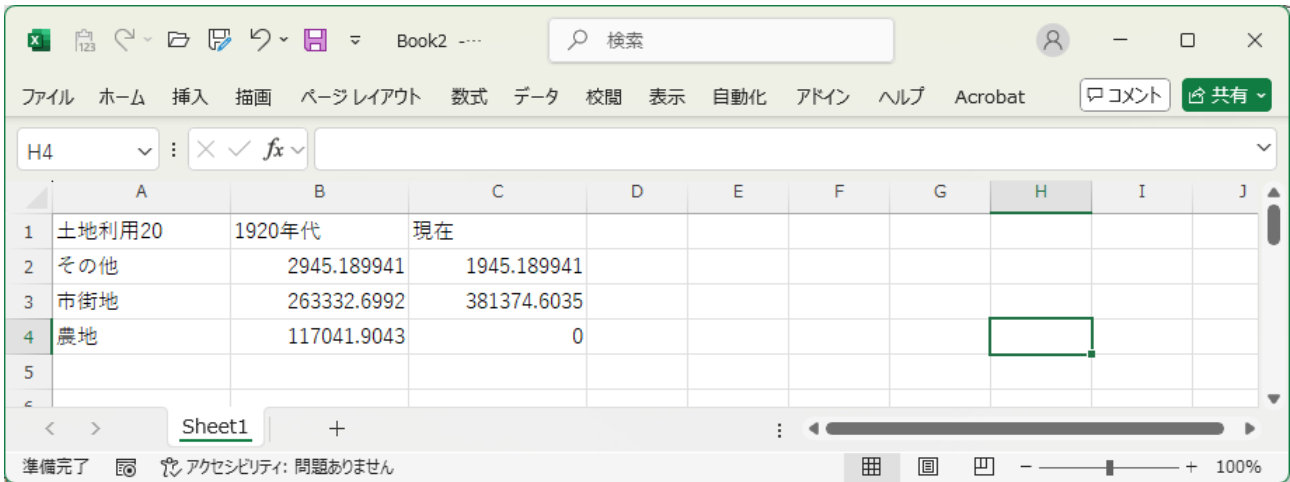 123 Book2 -… 検索
ファイル ホーム 挿入 描画 ページ レイアウト 数式 データ 校閲 表示 自動化 アドイン ヘルプ Acrobat コメント 共有
H4 fx
A B C D E F G H I J
1 土地利用20 1920年代 現在
2 その他 2945.189941 1945.189941
3 市街地 263332.6992 381374.6035
4 農地 117041.9043 0
5
Sheet1 +
準備完了 アクセシビリティ: 問題ありません - + 100%